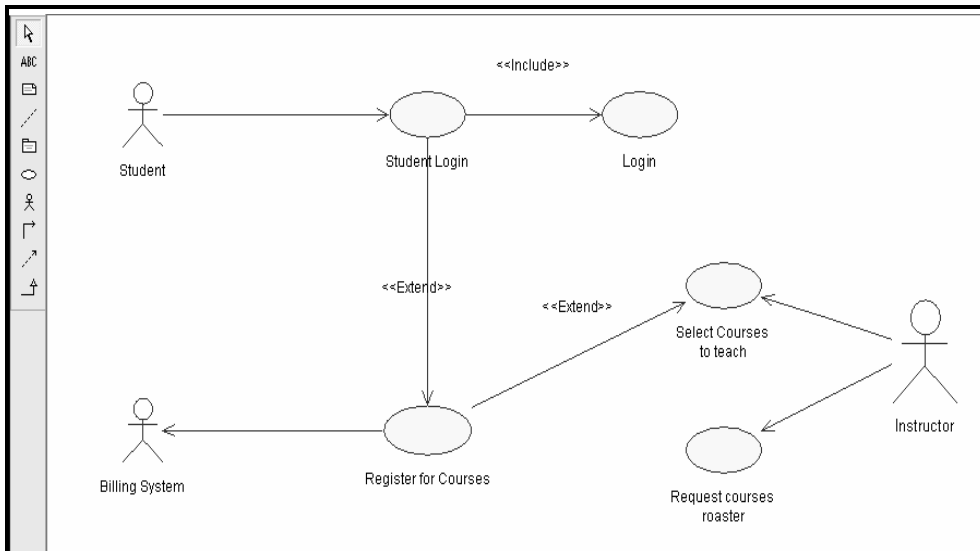 ABC
<<Include>>
Student
Student Login
Login
<<Extend>>
<<Extend>>
Select Courses
to teach
Instructor
Billing System
Register for Courses
Request courses
roaster